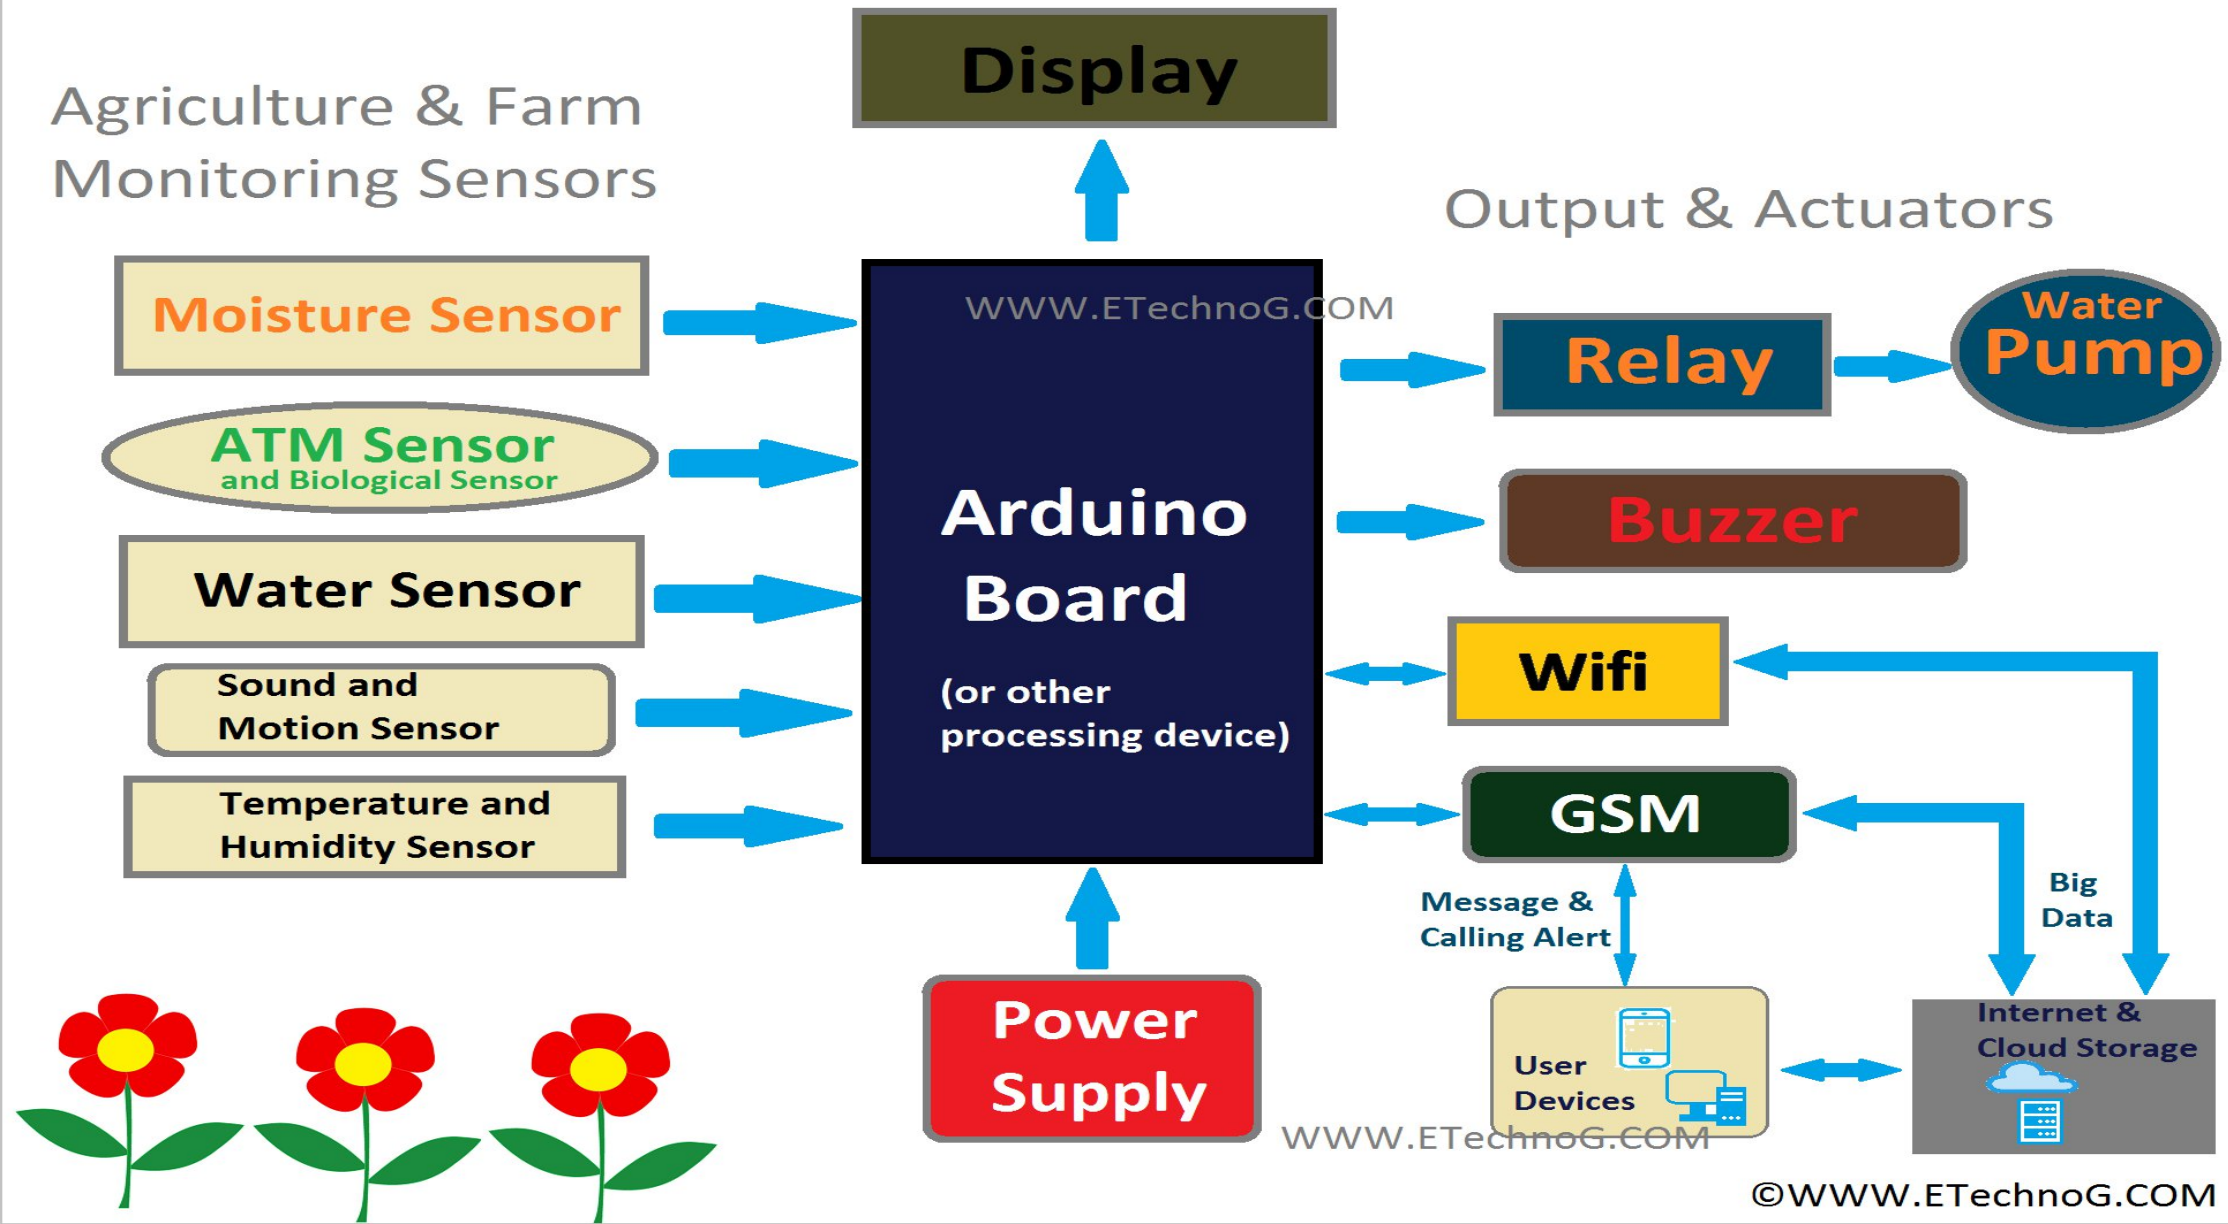 Display
Agriculture & Farm
Monitoring Sensors
Output & Actuators
Moisture Sensor
ATM Sensor
and Biological Sensor
Water Sensor
Sound and
Motion Sensor
Temperature and
Humidity Sensor
WWW.ETechnoG.COM
Arduino
Board
(or other
processing device)
Relay
Water
Pump
Buzzer
Wifi
GSM
Message &
Calling Alert
Big
Data
Power
Supply
User
Devices
Internet &
Cloud Storage
WWW.ETechnoG.COM
©WWW.ETechnoG.COM